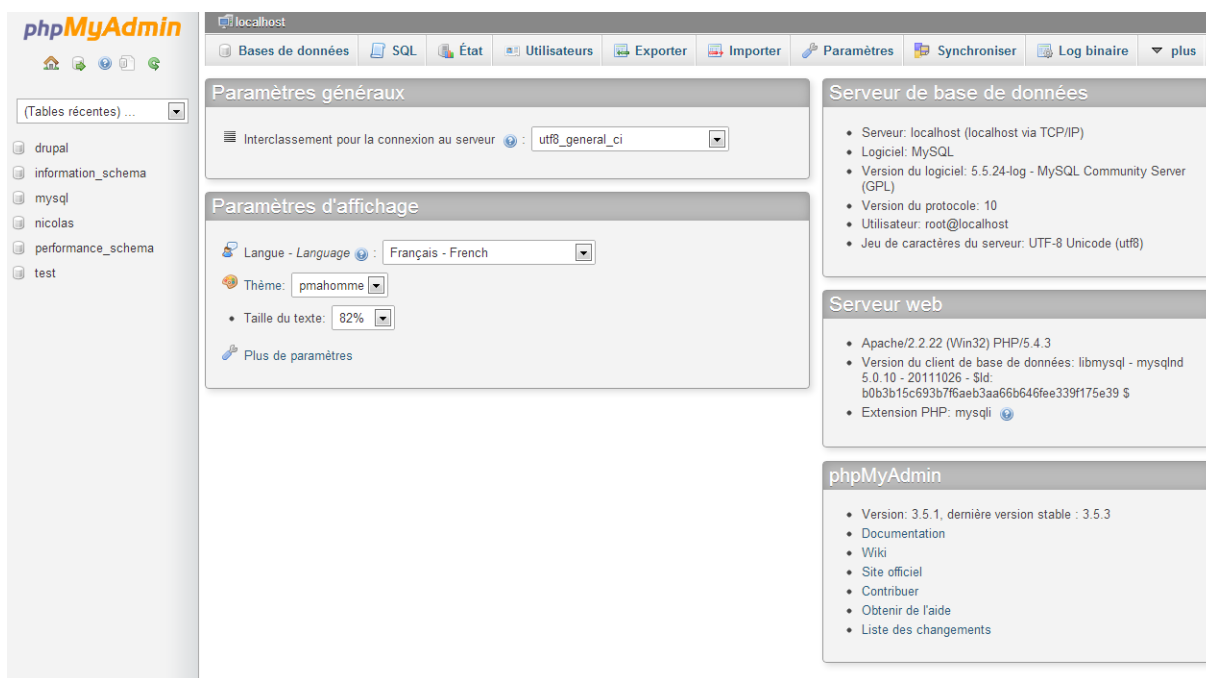 phpMyAdmin
(Tables récentes) ...
drupal
information_schema
mysql
nicolas
performance_schema
test
localhost
Bases de données SQL État Utilisateurs Exporter Importer Paramètres Synchroniser Log binaire plus
Paramètres généraux
Interclassement pour la connexion au serveur : utf8_general_ci
Paramètres d'affichage
Langue - Language : Français - French
Thème: pmahomme
Taille du texte: 82%
Plus de paramètres
Serveur de base de données
Serveur: localhost (localhost via TCP/IP)
Logiciel: MySQL
Version du logiciel: 5.5.24-log - MySQL Community Server
(GPL)
Version du protocole: 10
Utilisateur: root@localhost
Jeu de caractères du serveur: UTF-8 Unicode (utf8)
Serveur web
Apache/2.2.22 (Win32) PHP/5.4.3
Version du client de base de données: libmysql - mysqlnd
5.0.10 - 20111026 - $Id:
b0b3b15c693b7f6aeb3aa66b646fee339f175e39 $
Extension PHP: mysqli
phpMyAdmin
Version: 3.5.1, dernière version stable : 3.5.3
Documentation
Wiki
Site officiel
Contribuer
Obtenir de l'aide
Liste des changements